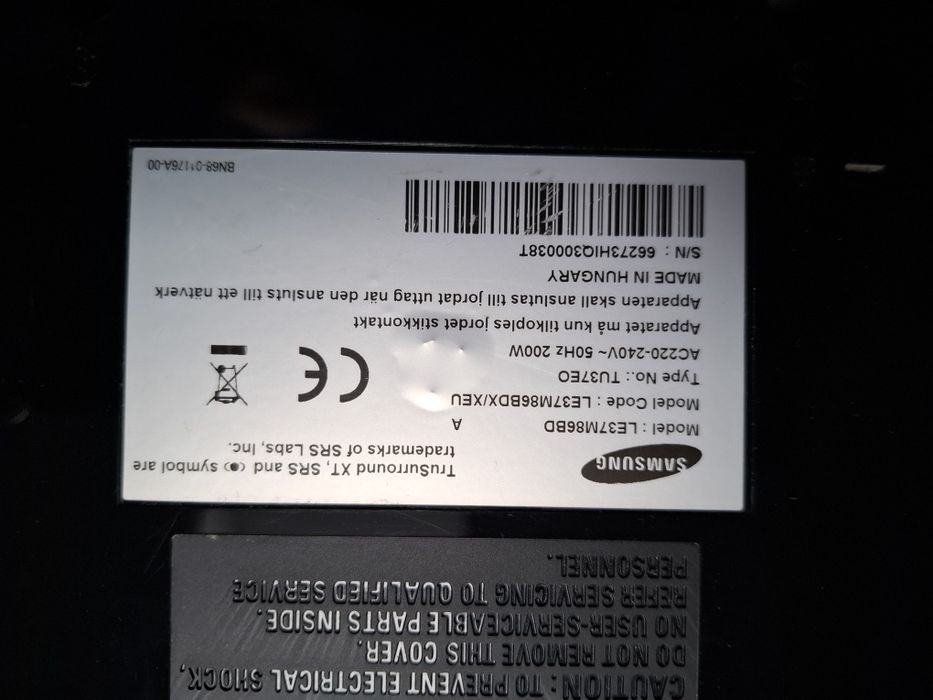 CAUTION : TO PREVENT ELECTRICAL SHOCK,
DO NOT REMOVE THIS COVER.
NO USER-SERVICEABLE PARTS INSIDE.
REFER SERVICING TO QUALIFIED SERVICE
PERSONNEL.
SAMSUNG
TruSurround XT, SRS and symbol are
trademarks of SRS Labs, Inc.
Model : LE37M86BD A
Model Code : LE37M86BDX/XEU
Type No.: TU37EO
AC220-240V~ 50Hz 200W
Apparatet må kun tilkoples jordet stikkontakt
Apparaten skall anslutas till jordat uttag när den ansluts till ett nätverk
MADE IN HUNGARY
S/N : 66273HIQ300038T
BN68-01176A-00
CE